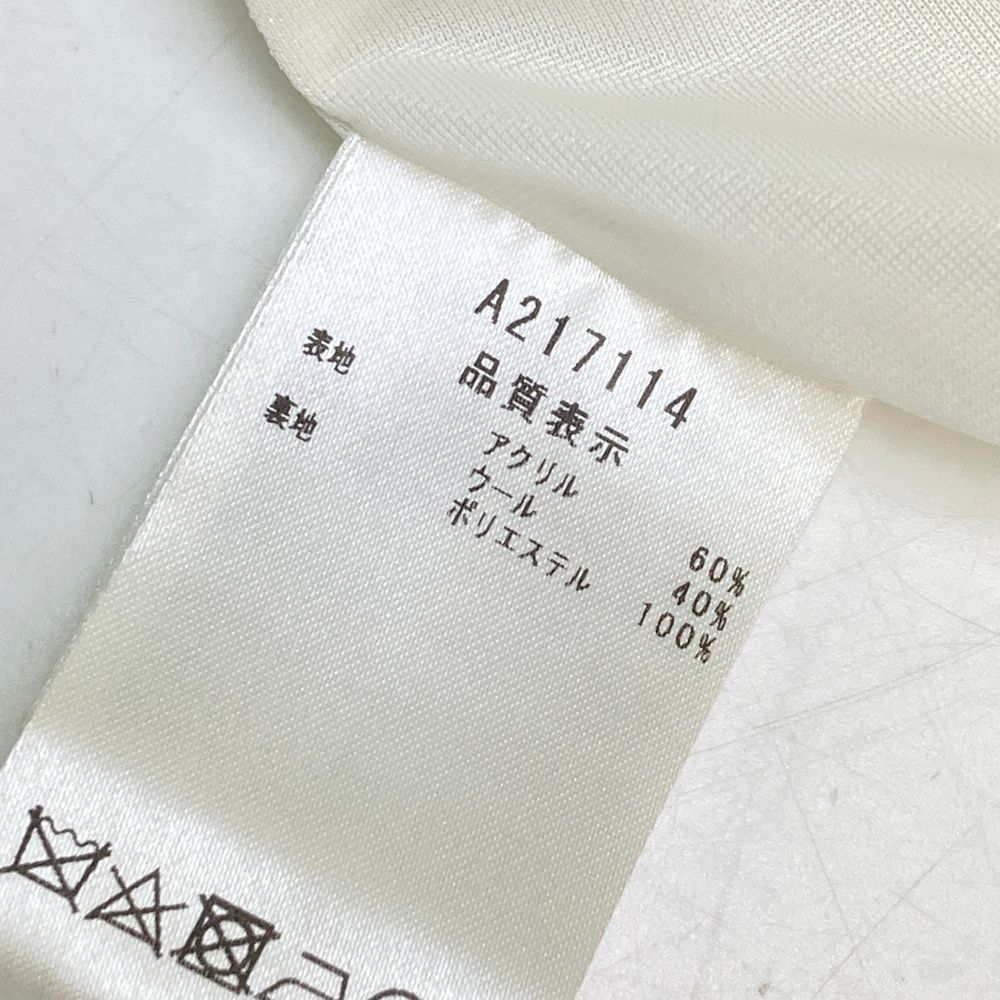 A217114
品質表示
表地 アクリル 60%
ウール 40%
裏地 ポリエステル 100%